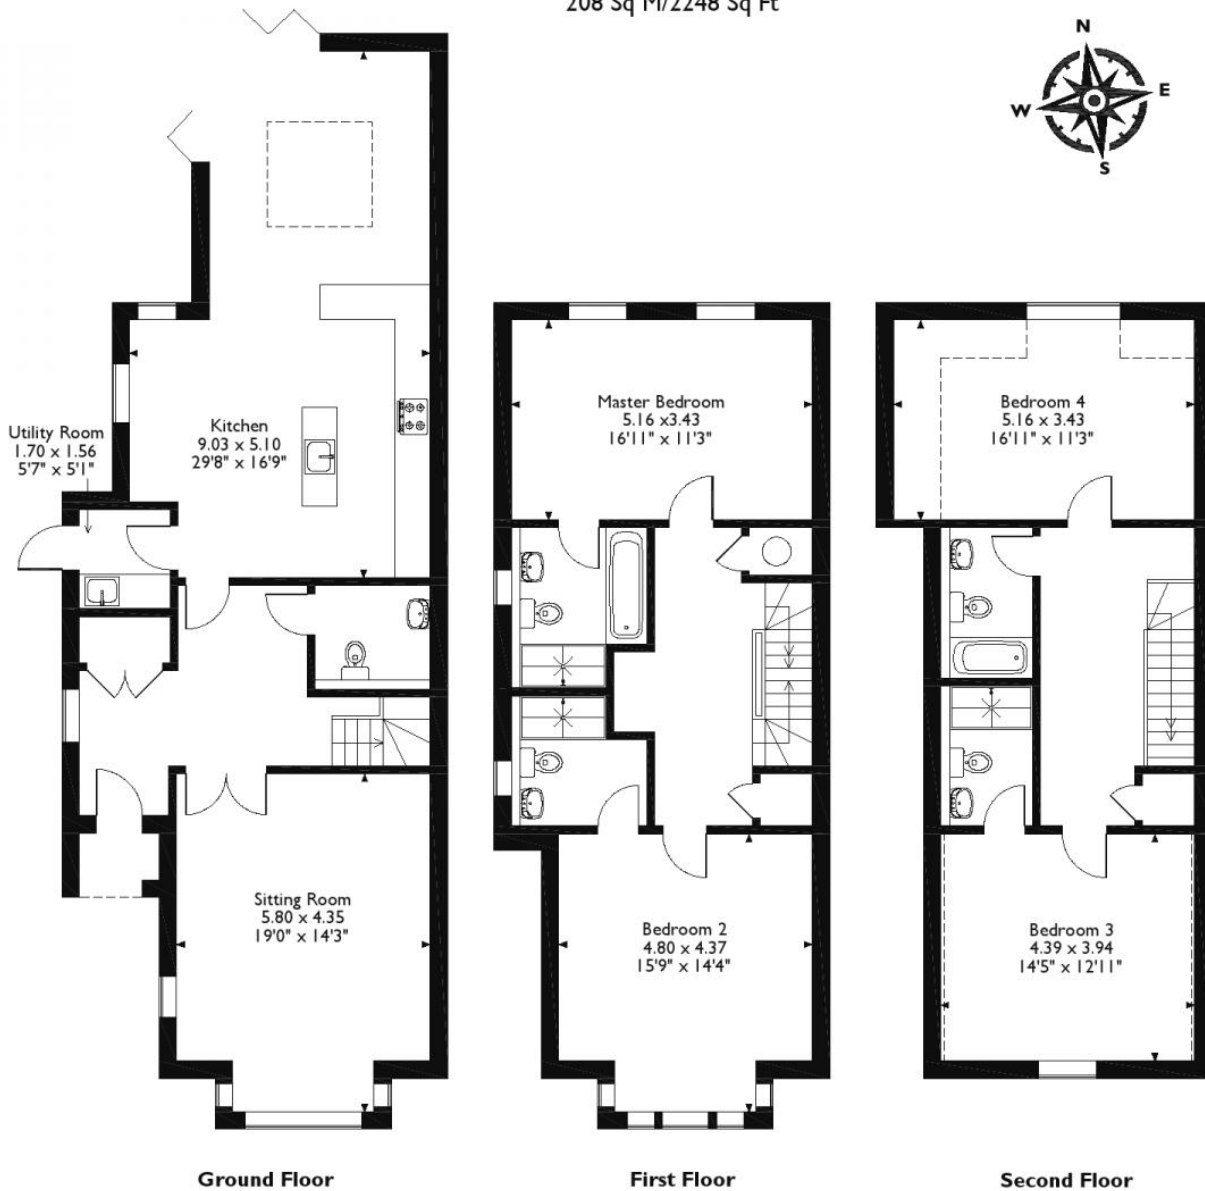 208 Sq M/2248 Sq Ft
N
E
W
S
Utility Room
1.70 x 1.56
5'7" x 5'1"
Kitchen
9.03 x 5.10
29'8" x 16'9"
Sitting Room
5.80 x 4.35
19'0" x 14'3"
Master Bedroom
5.16 x3.43
16'11" x 11'3"
Bedroom 2
4.80 x 4.37
15'9" x 14'4"
Bedroom 4
5.16 x 3.43
16'11" x 11'3"
Bedroom 3
4.39 x 3.94
14'5" x 12'11"
Ground Floor
First Floor
Second Floor